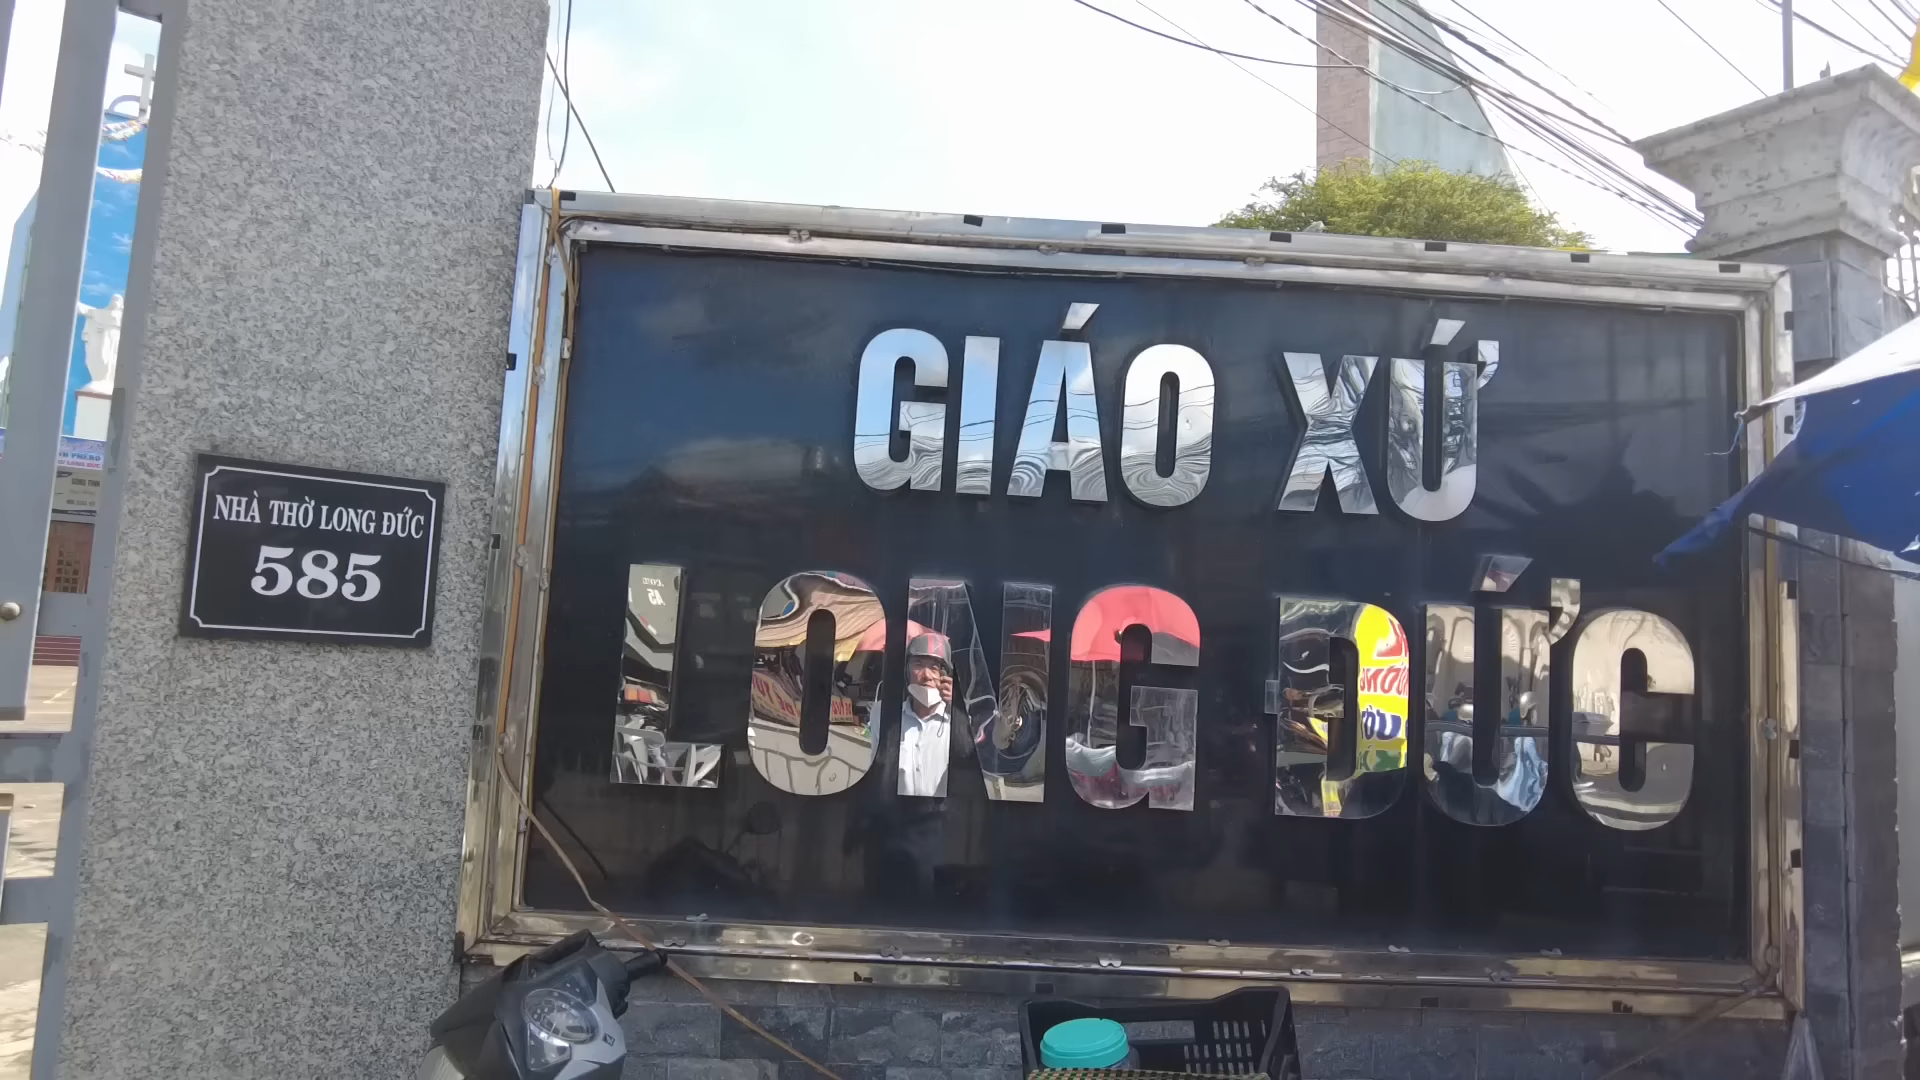 NHÀ THỜ LONG ĐỨC
585
GIÁO XỨ
LONG ĐỨC